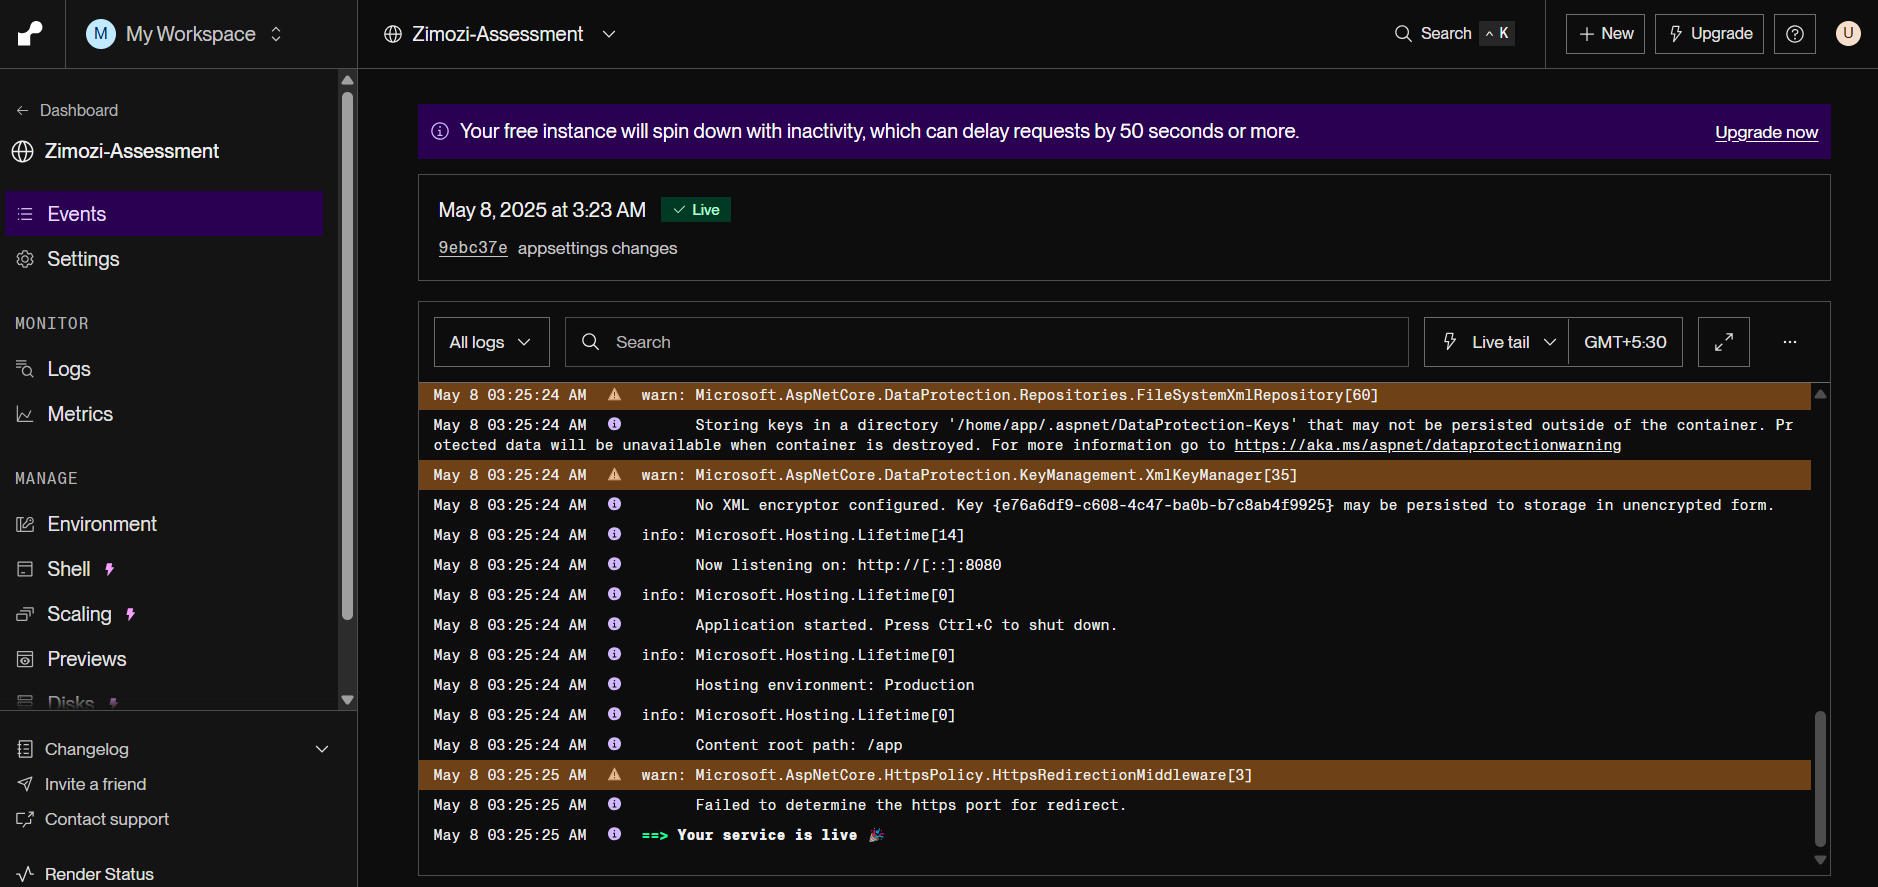 M My Workspace
Zimozi-Assessment
Search ^ K
+ New
Upgrade
U
← Dashboard
Zimozi-Assessment
Events
Settings
MONITOR
Logs
Metrics
MANAGE
Environment
Shell
Scaling
Previews
Disks
Changelog
Invite a friend
Contact support
Render Status
Your free instance will spin down with inactivity, which can delay requests by 50 seconds or more.
Upgrade now
May 8, 2025 at 3:23 AM ✓ Live
9ebc37e appsettings changes
All logs
Search
Live tail
GMT+5:30
...
May 8 03:25:24 AM warn: Microsoft.AspNetCore.DataProtection.Repositories.FileSystemXmlRepository[60]
May 8 03:25:24 AM Storing keys in a directory '/home/app/.aspnet/DataProtection-Keys' that may not be persisted outside of the container. Pr
otected data will be unavailable when container is destroyed. For more information go to https://aka.ms/aspnet/dataprotectionwarning
May 8 03:25:24 AM warn: Microsoft.AspNetCore.DataProtection.KeyManagement.XmlKeyManager[35]
May 8 03:25:24 AM No XML encryptor configured. Key {e76a6df9-c608-4c47-ba0b-b7c8ab4f9925} may be persisted to storage in unencrypted form.
May 8 03:25:24 AM info: Microsoft.Hosting.Lifetime[14]
May 8 03:25:24 AM Now listening on: http://[::]:8080
May 8 03:25:24 AM info: Microsoft.Hosting.Lifetime[0]
May 8 03:25:24 AM Application started. Press Ctrl+C to shut down.
May 8 03:25:24 AM info: Microsoft.Hosting.Lifetime[0]
May 8 03:25:24 AM Hosting environment: Production
May 8 03:25:24 AM info: Microsoft.Hosting.Lifetime[0]
May 8 03:25:24 AM Content root path: /app
May 8 03:25:25 AM warn: Microsoft.AspNetCore.HttpsPolicy.HttpsRedirectionMiddleware[3]
May 8 03:25:25 AM Failed to determine the https port for redirect.
May 8 03:25:25 AM ==> Your service is live 🎉